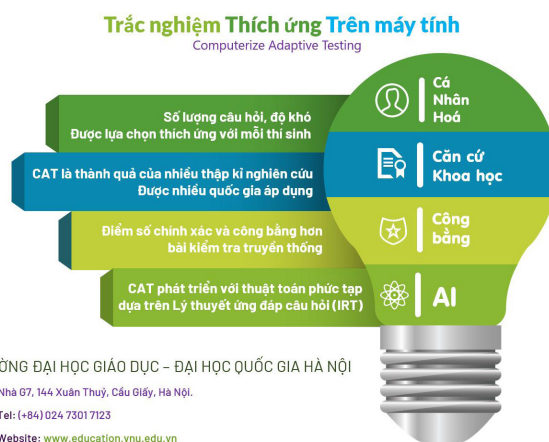 Trắc nghiệm Thích ứng Trên máy tính
Computerize Adaptive Testing
Số lượng câu hỏi, độ khó
Được lựa chọn thích ứng với mỗi thí sinh
Cá
Nhân
Hoá
CAT là thành quả của nhiều thập kỉ nghiên cứu
Được nhiều quốc gia áp dụng
Căn cứ
Khoa học
Điểm số chính xác và công bằng hơn
bài kiểm tra truyền thống
Công
bằng
CAT phát triển với thuật toán phức tạp
dựa trên Lý thuyết ứng đáp câu hỏi (IRT)
AI
ỜNG ĐẠI HỌC GIÁO DỤC – ĐẠI HỌC QUỐC GIA HÀ NỘI
Nhà G7, 144 Xuân Thuỷ, Cầu Giấy, Hà Nội.
Tel: (+84) 024 7301 7123
Website: www.education.vnu.edu.vn